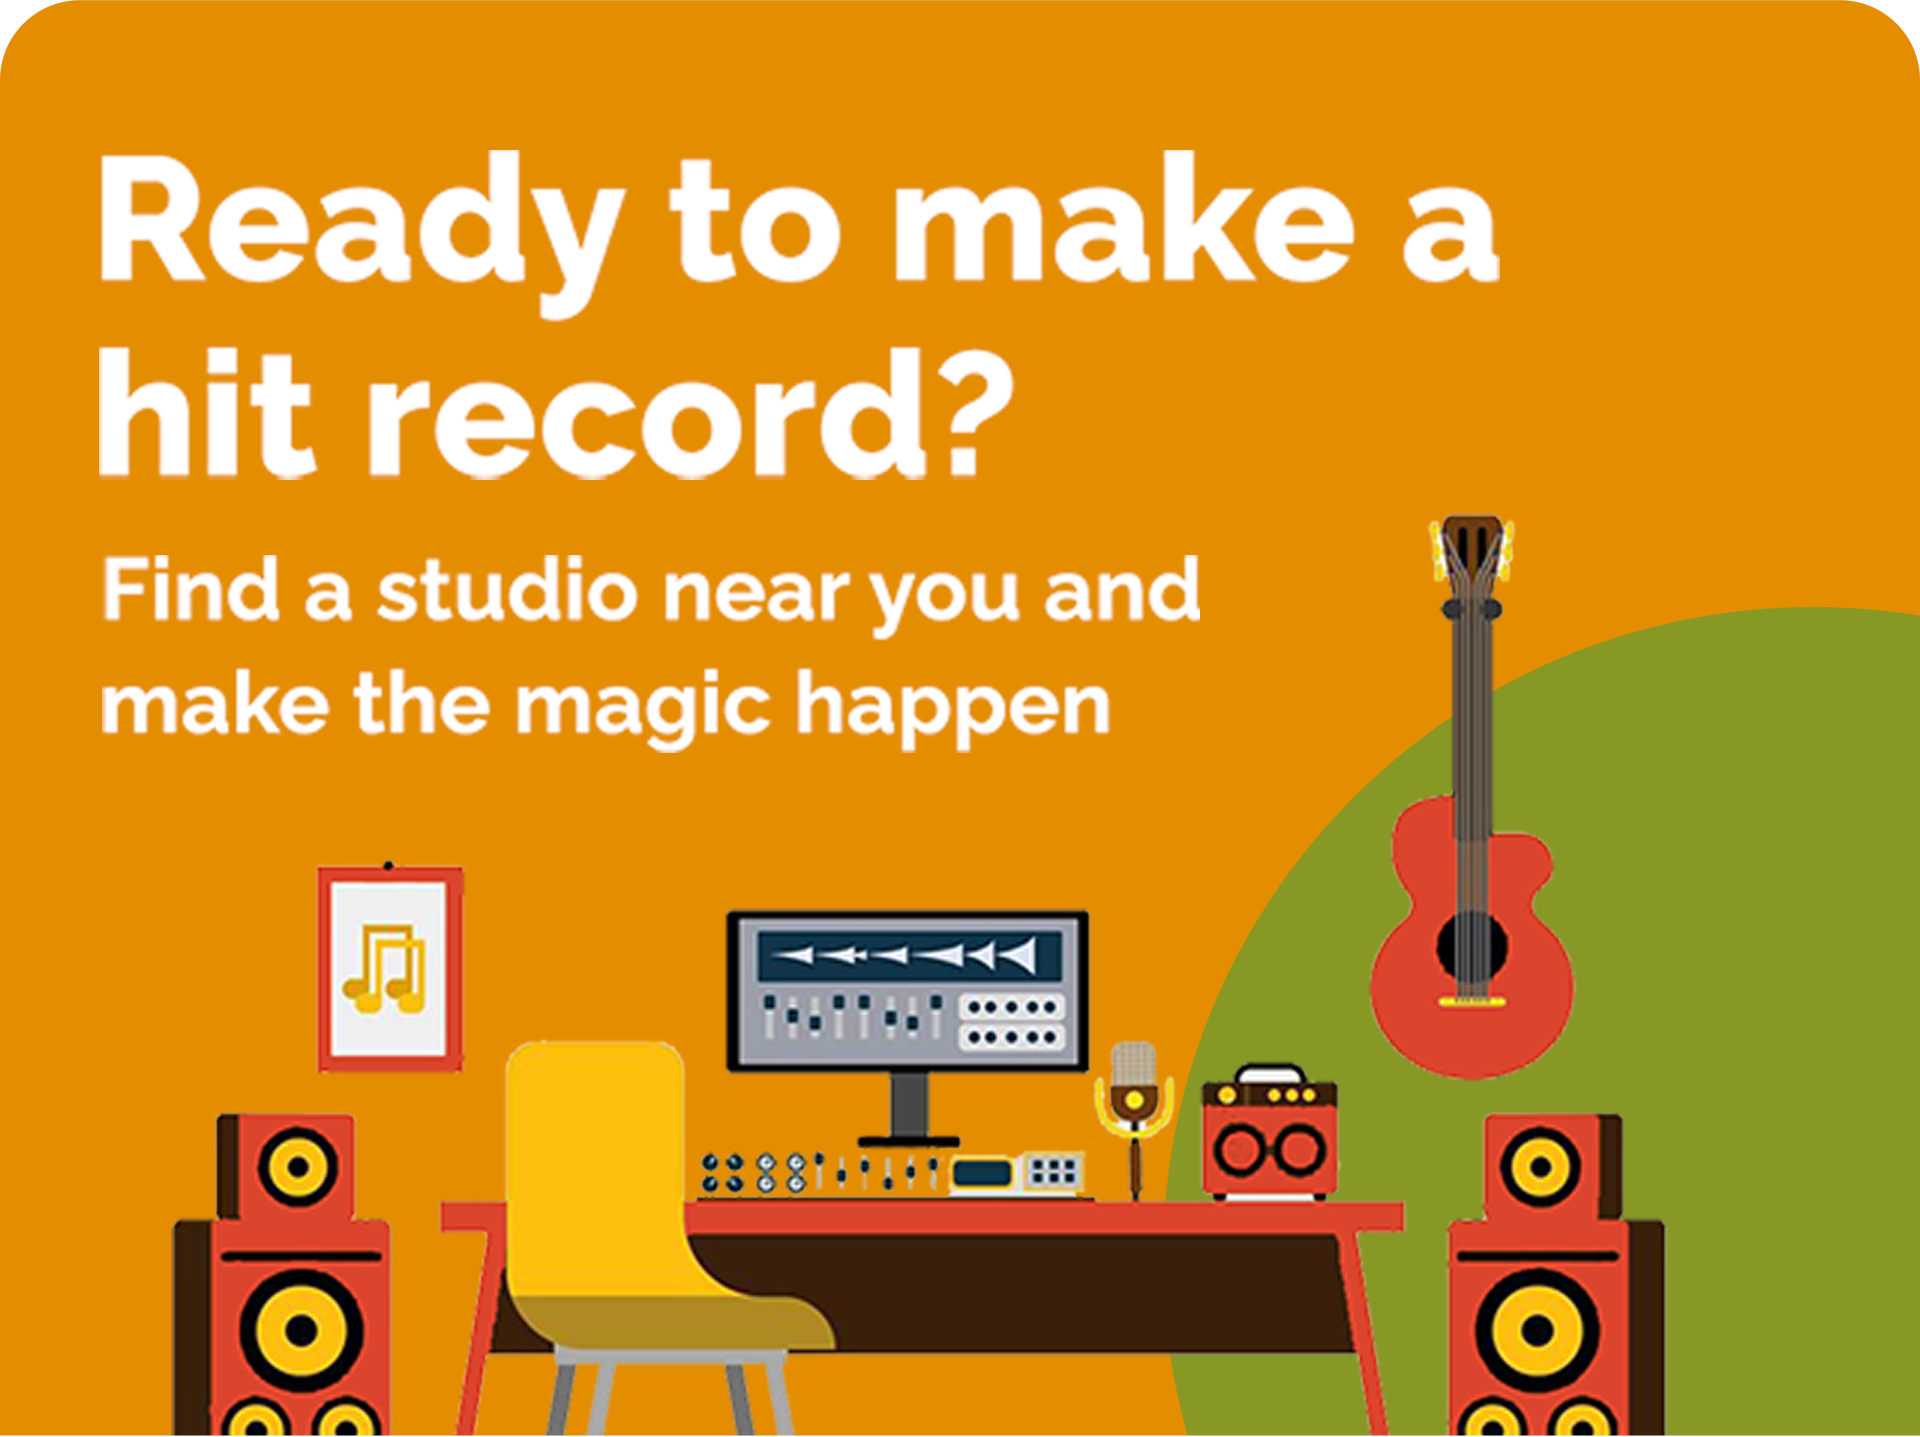 Ready to make a
hit record?
Find a studio near you and
make the magic happen